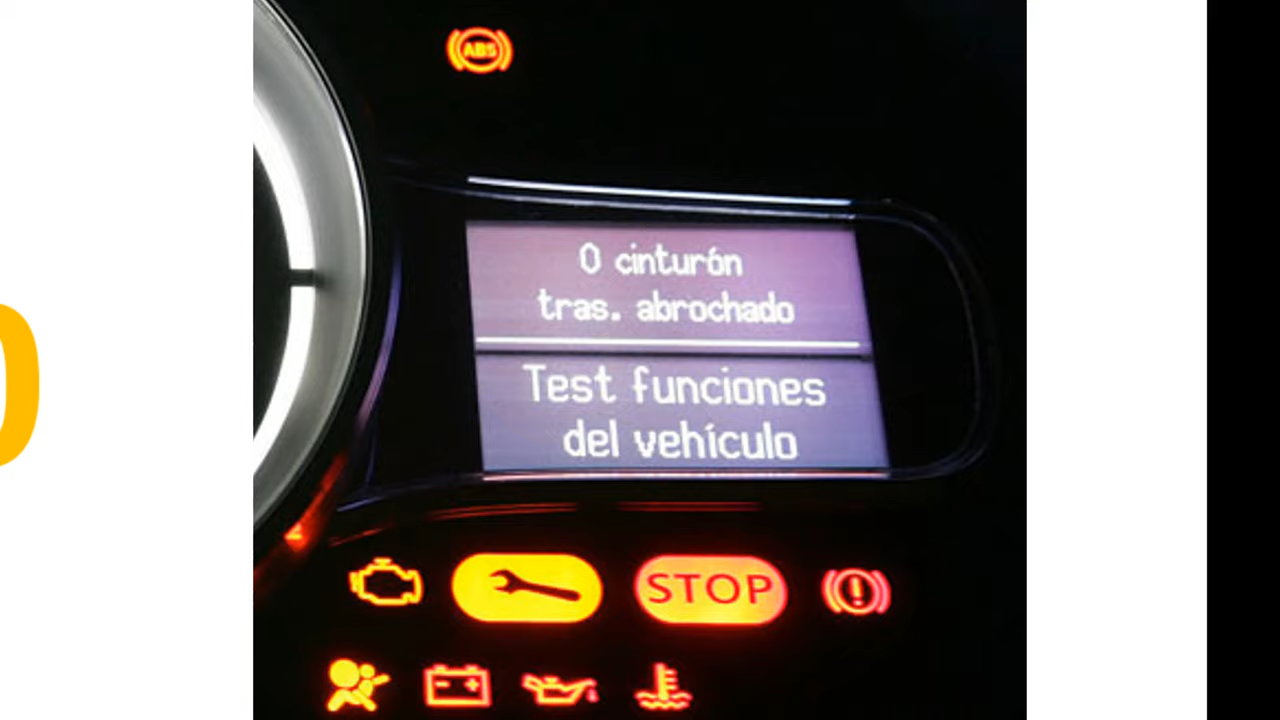 ABS
0 cinturón
tras. abrochado
Test funciones
del vehículo
STOP